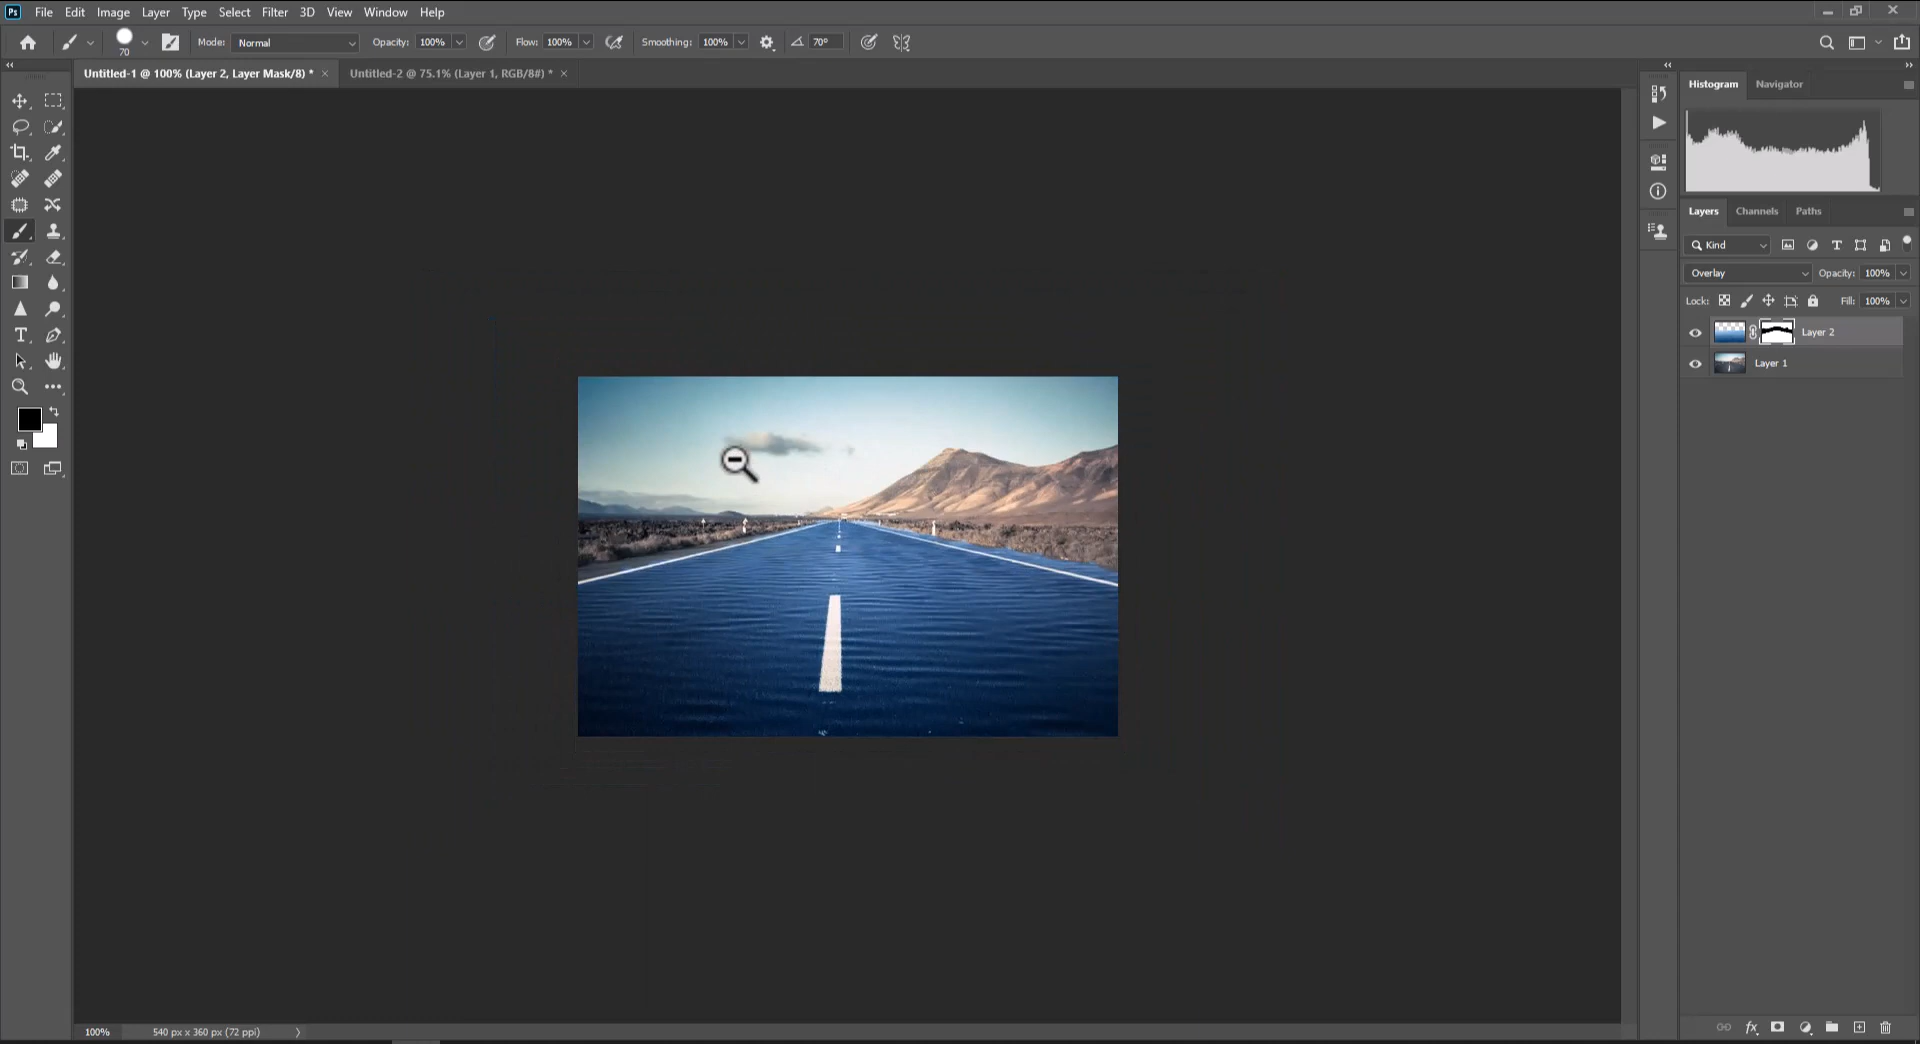 Ps File Edit Image Layer Type Select Filter 3D View Window Help
70 Mode: Normal Opacity: 100% Flow: 100% Smoothing: 100% 70°
Untitled-1 @ 100% (Layer 2, Layer Mask/8) * × Untitled-2 @ 75.1% (Layer 1, RGB/8#) * ×
Histogram Navigator
Layers Channels Paths
Kind
Overlay Opacity: 100%
Lock: Fill: 100%
Layer 2
Layer 1
100% 540 px x 360 px (72 ppi)